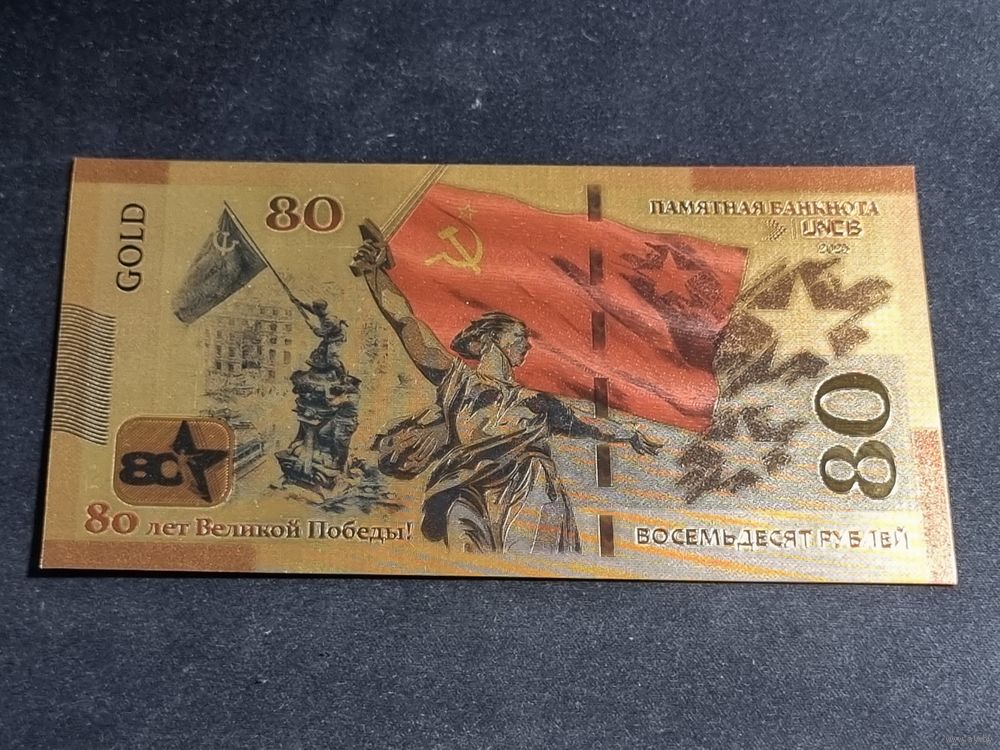 GOLD
80
ПАМЯТНАЯ БАНКНОТА
UNCB
80
80
80 лет Великой Победы!
ВОСЕМЬДЕСЯТ РУБЛЕЙ